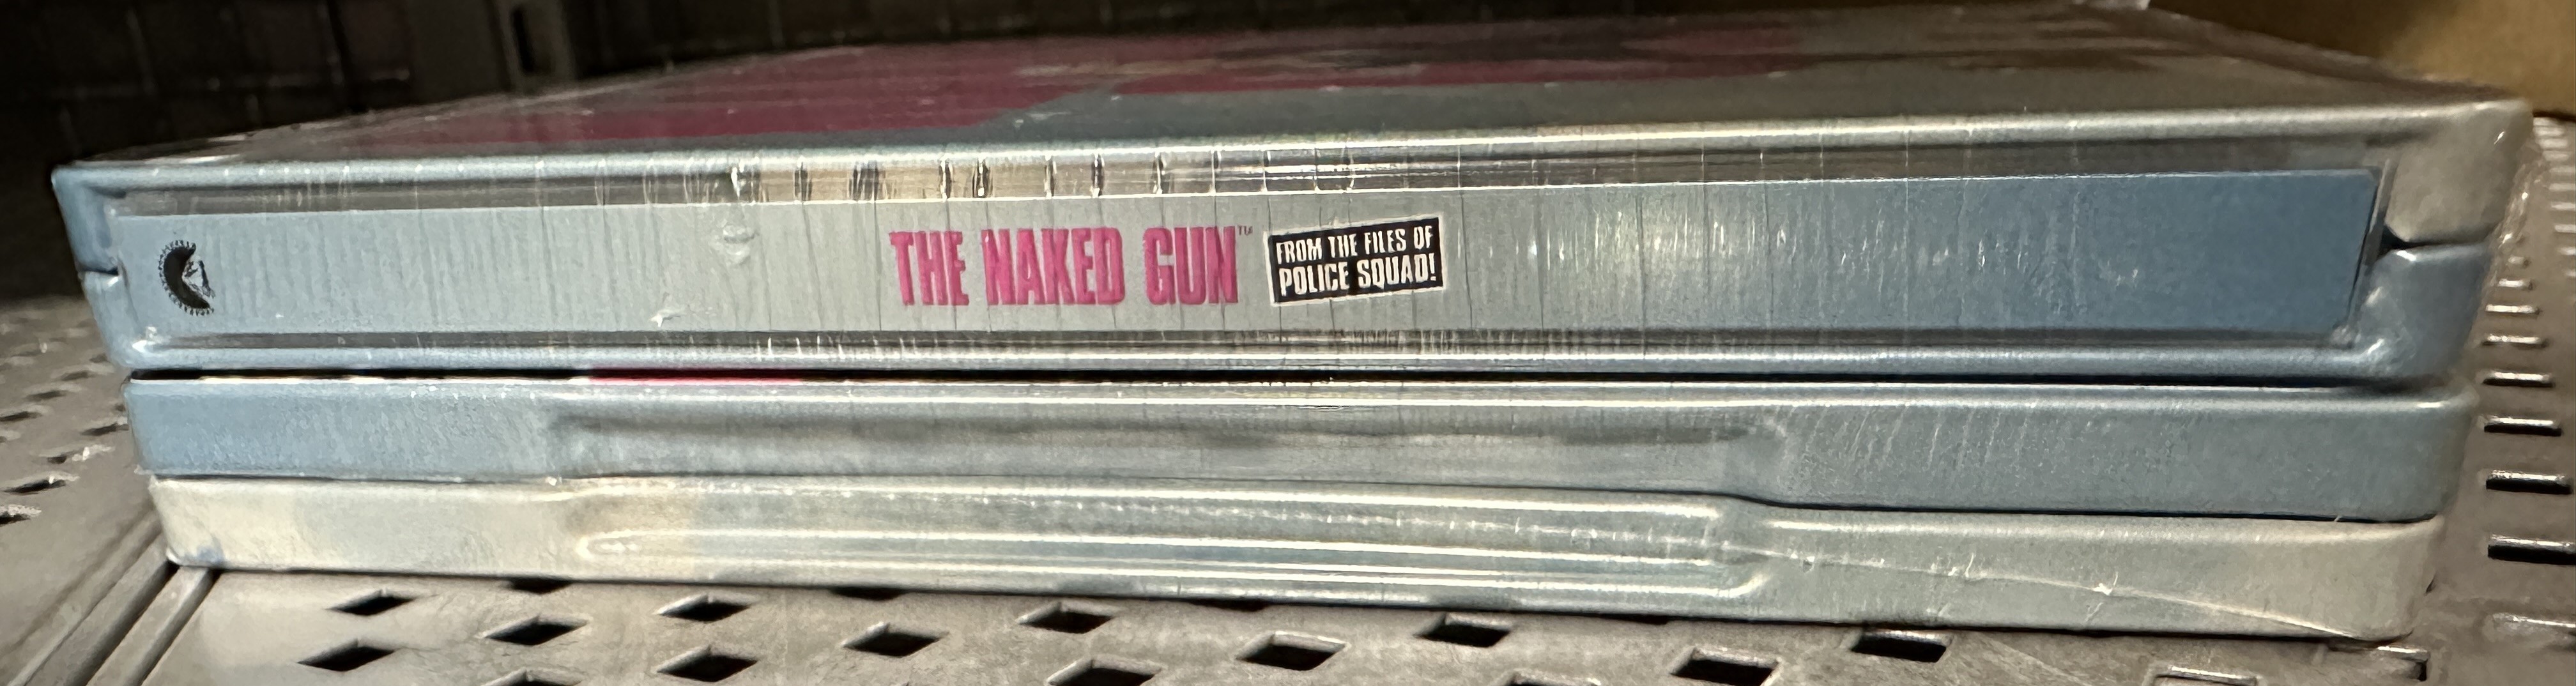 THE NAKED GUN™
FROM THE FILES OF
POLICE SQUAD!